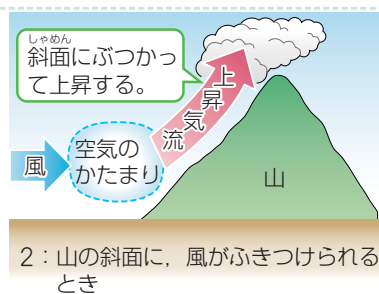 しゃめん
斜面にぶつかっ
て上昇する。
上昇気流
風
空気の
かたまり
山
2：山の斜面に，風がふきつけられる
とき